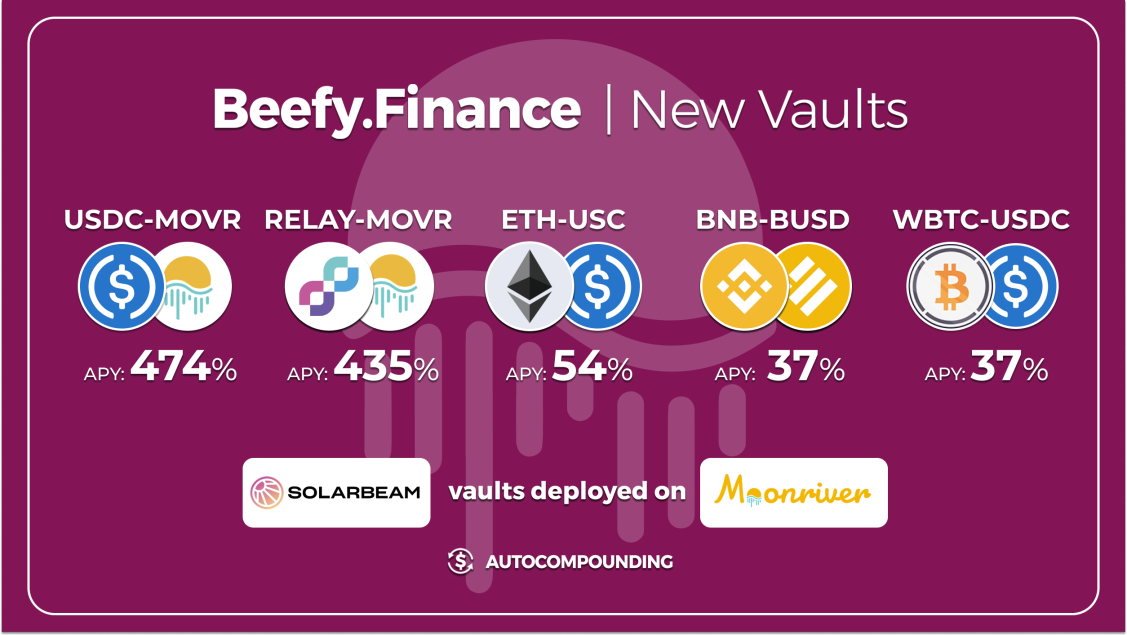 Beefy.Finance | New Vaults
USDC-MOVR RELAY-MOVR ETH-USC BNB-BUSD WBTC-USDC
APY: 474% APY: 435% APY: 54% APY: 37% APY: 37%
SOLARBEAM vaults deployed on Moonriver
AUTOCOMPOUNDING